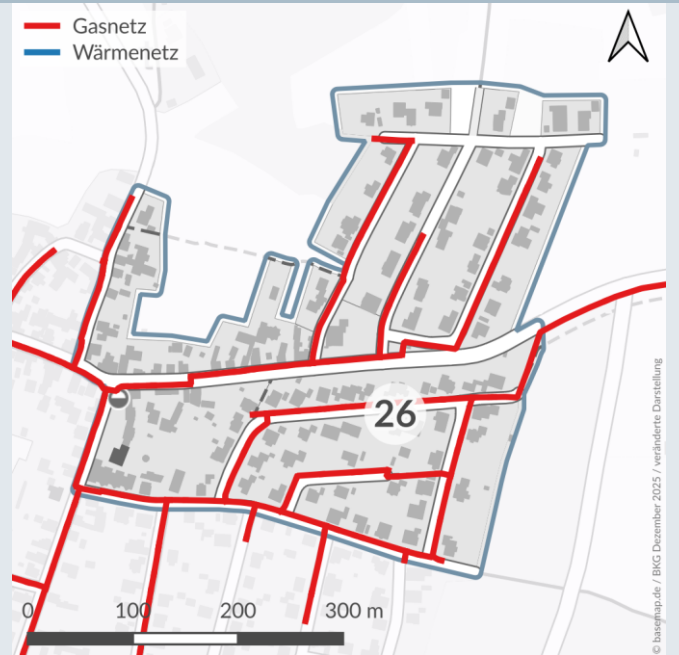 Gasnetz
Wärmenetz
26
0 100 200 300 m
© basemap.de / BKG Dezember 2025 / veränderte Darstellung